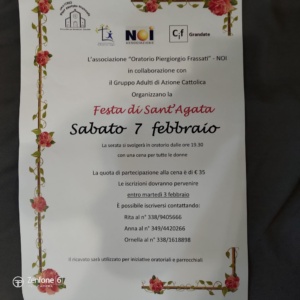 NOI
CIF Grandate
L'associazione "Oratorio Piergiorgio Frassati" - NOI
in collaborazione con
il Gruppo Adulti di Azione Cattolica
Organizzano la
Festa di Sant'Agata
Sabato 7 febbraio
La serata si svolgerà in oratorio dalle ore 19.30
con una cena per tutte le donne
La quota di partecipazione alla cena è di € 35
Le iscrizioni dovranno pervenire
entro martedì 3 febbraio
È possibile iscriversi contattando:
Rita al n° 338/9405666
Anna al n° 349/4420266
Ornella al n° 338/1618898
Il ricavato sarà utilizzato per iniziative oratoriali e parrocchiali
Zenfone 6